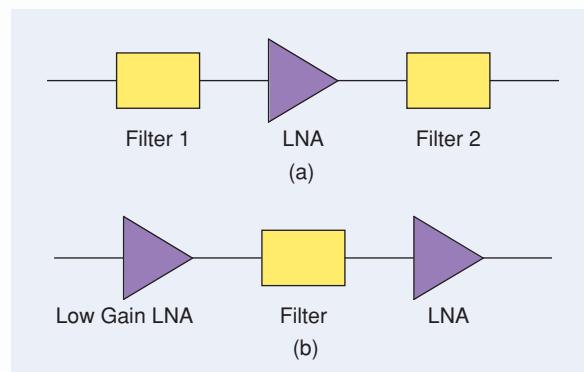 Filter 1 LNA Filter 2
(a)
Low Gain LNA Filter LNA
(b)